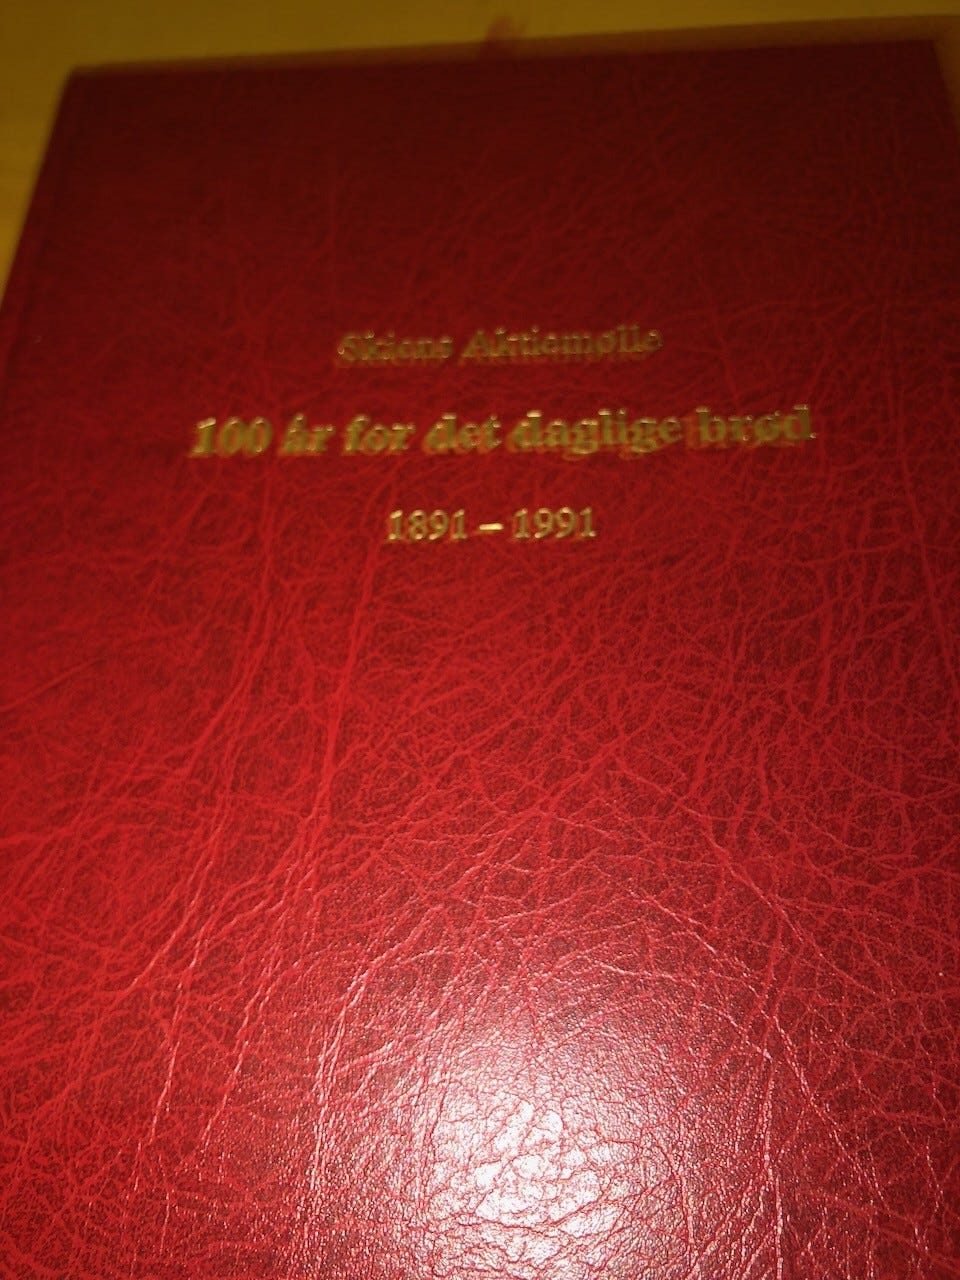 Skiens Aktiemølle
100 år for det daglige brød
1891 – 1991